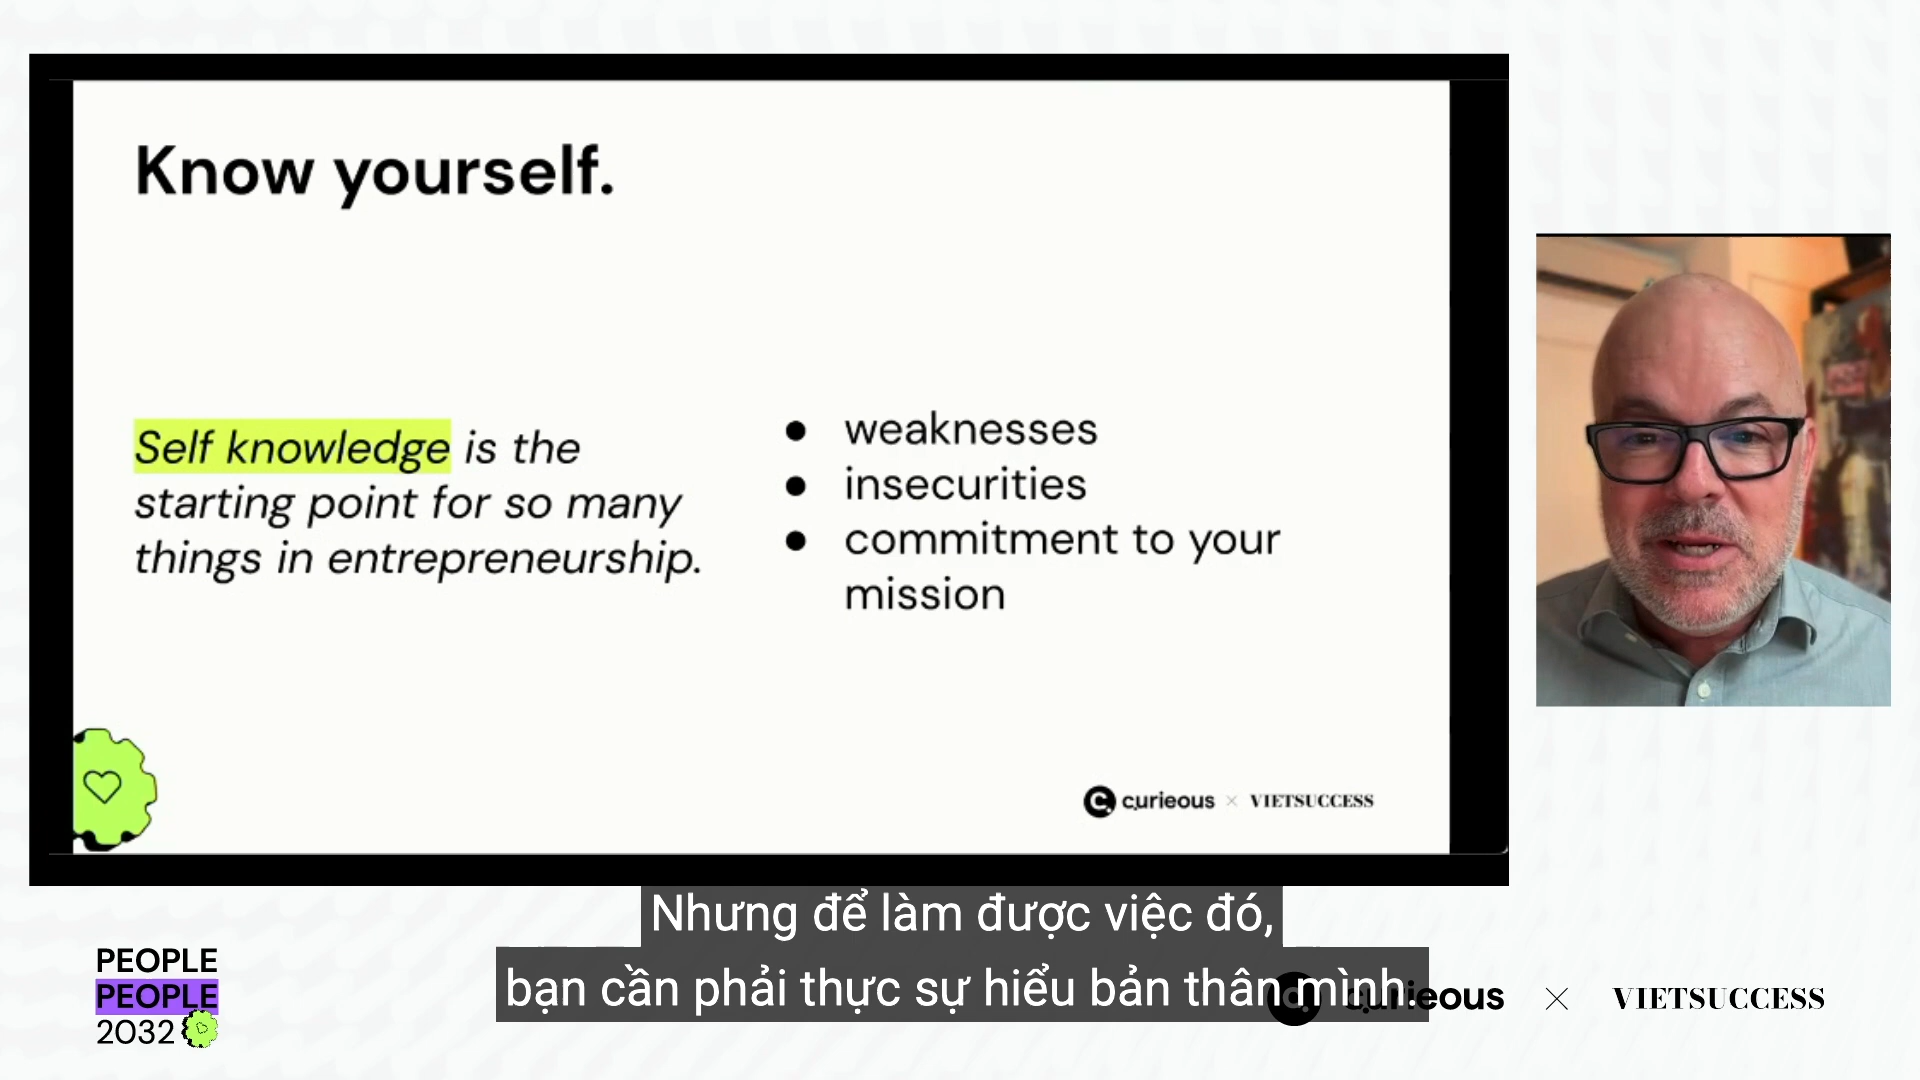 Know yourself.
Self knowledge is the
starting point for so many
things in entrepreneurship.
● weaknesses
● insecurities
● commitment to your
mission
curieous × VIETSUCCESS
Nhưng để làm được việc đó,
bạn cần phải thực sự hiểu bản thân mình.
PEOPLE
PEOPLE
2032
curieous × VIETSUCCESS